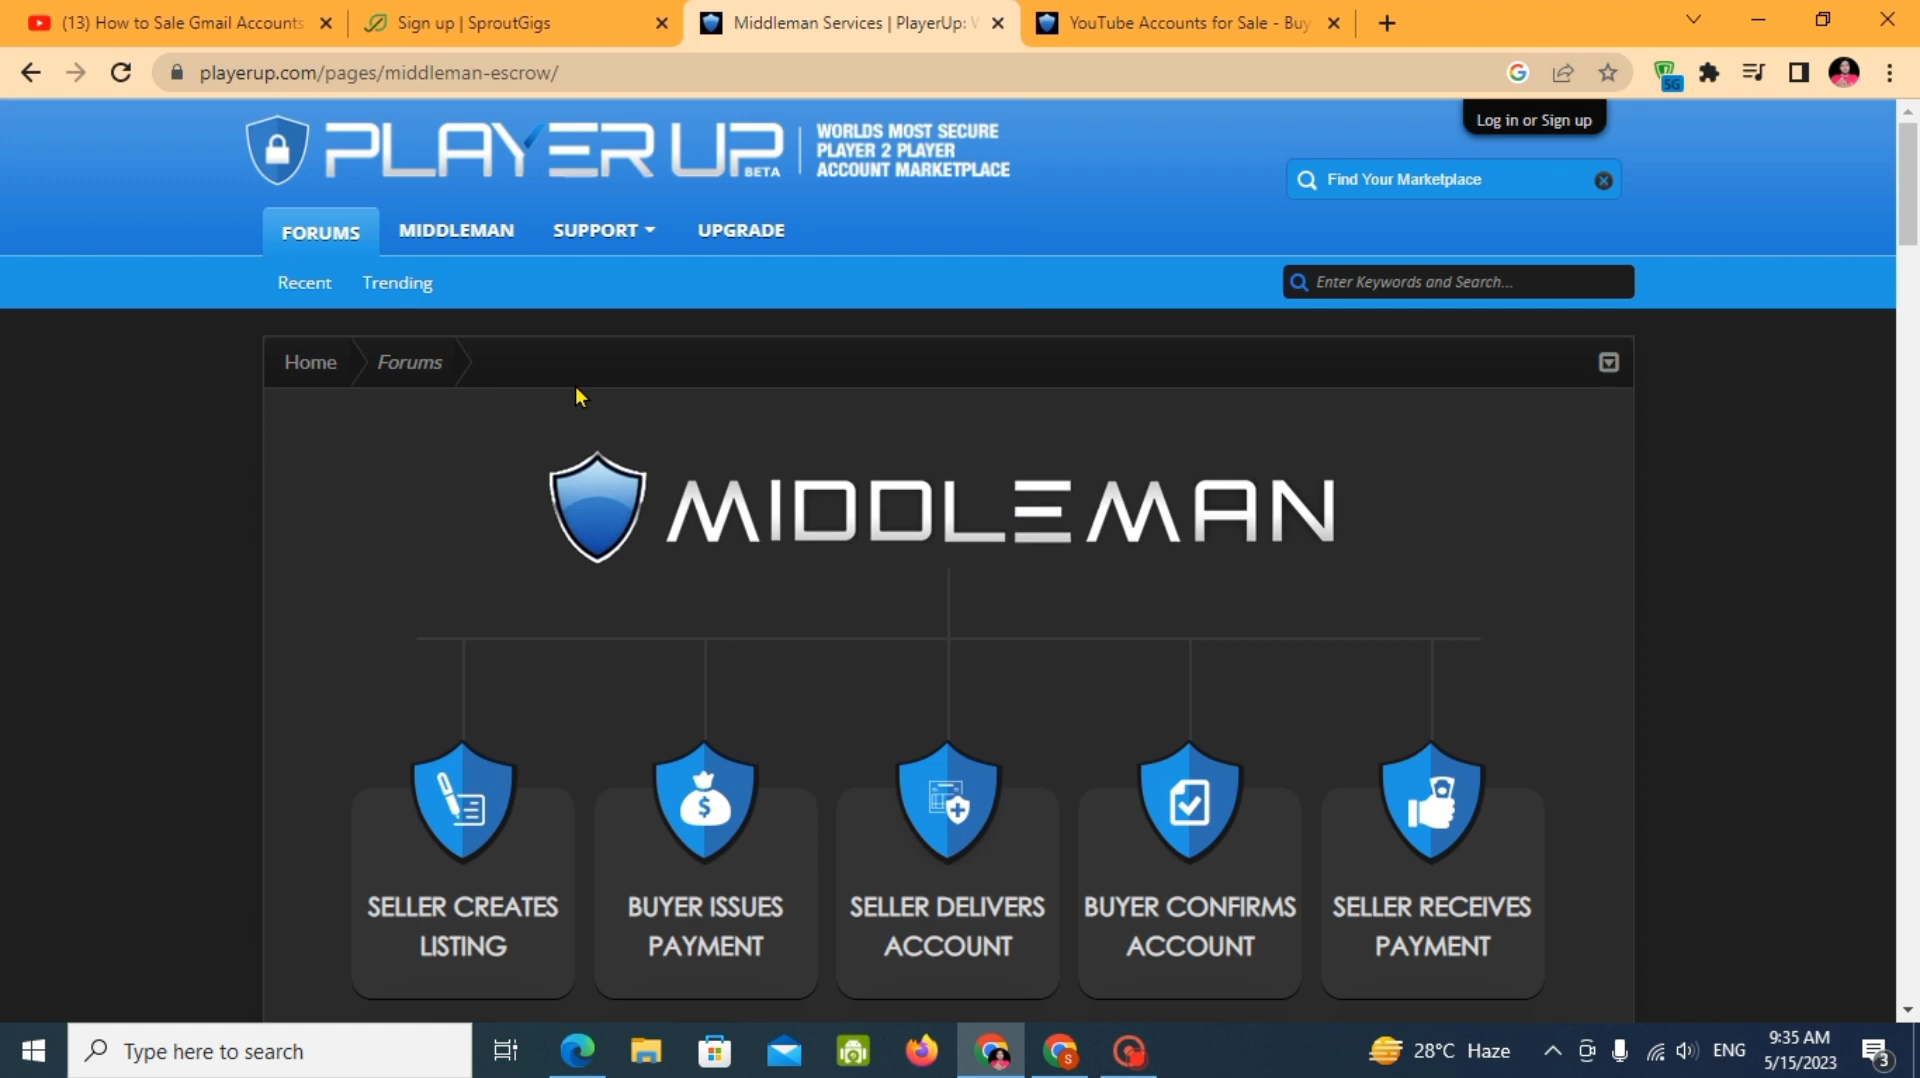 (13) How to Sale Gmail Accounts
Sign up | SproutGigs
Middleman Services | PlayerUp: W
YouTube Accounts for Sale - Buy
playerup.com/pages/middleman-escrow/
SG
Log in or Sign up
PLAYER UP BETA
WORLDS MOST SECURE
PLAYER 2 PLAYER
ACCOUNT MARKETPLACE
Find Your Marketplace
FORUMS
MIDDLEMAN
SUPPORT
UPGRADE
Recent
Trending
Enter Keywords and Search...
Home
Forums
MIDDLEMAN
SELLER CREATES
LISTING
BUYER ISSUES
PAYMENT
SELLER DELIVERS
ACCOUNT
BUYER CONFIRMS
ACCOUNT
SELLER RECEIVES
PAYMENT
Type here to search
S
28°C Haze
ENG
9:35 AM
5/15/2023
3